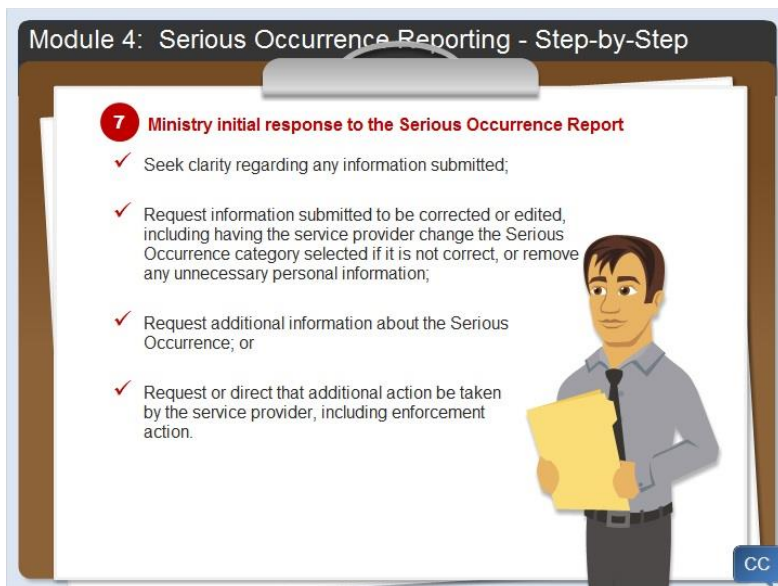 Module 4: Serious Occurrence Reporting - Step-by-Step
7 Ministry initial response to the Serious Occurrence Report
Seek clarity regarding any information submitted;
Request information submitted to be corrected or edited,
including having the service provider change the Serious
Occurrence category selected if it is not correct, or remove
any unnecessary personal information;
Request additional information about the Serious
Occurrence; or
Request or direct that additional action be taken
by the service provider, including enforcement
action.
CC